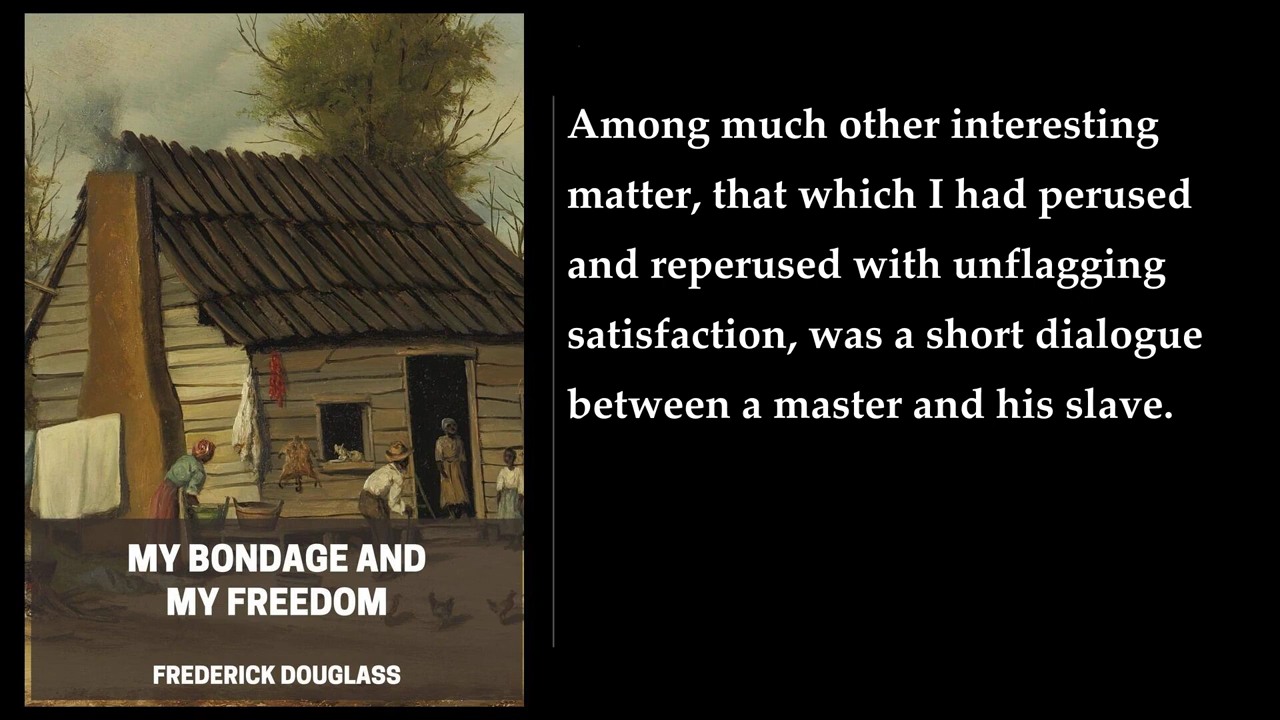 MY BONDAGE AND
MY FREEDOM
FREDERICK DOUGLASS
Among much other interesting
matter, that which I had perused
and reperused with unflagging
satisfaction, was a short dialogue
between a master and his slave.